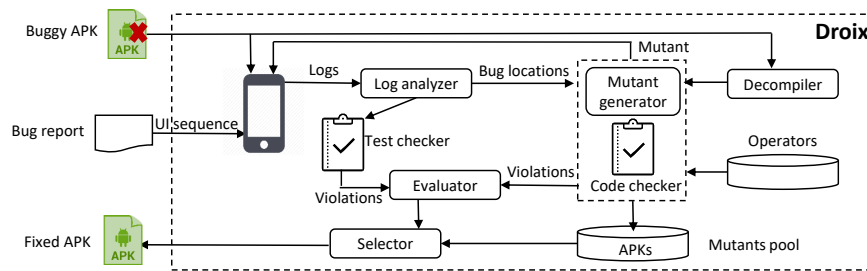 Buggy APK
APK
Droix
Mutant
Logs
Log analyzer
Bug locations
Mutant
generator
Decompiler
Bug report
UI sequence
Test checker
Operators
Violations
Violations
Evaluator
Code checker
Fixed APK
APK
Selector
APKs
Mutants pool